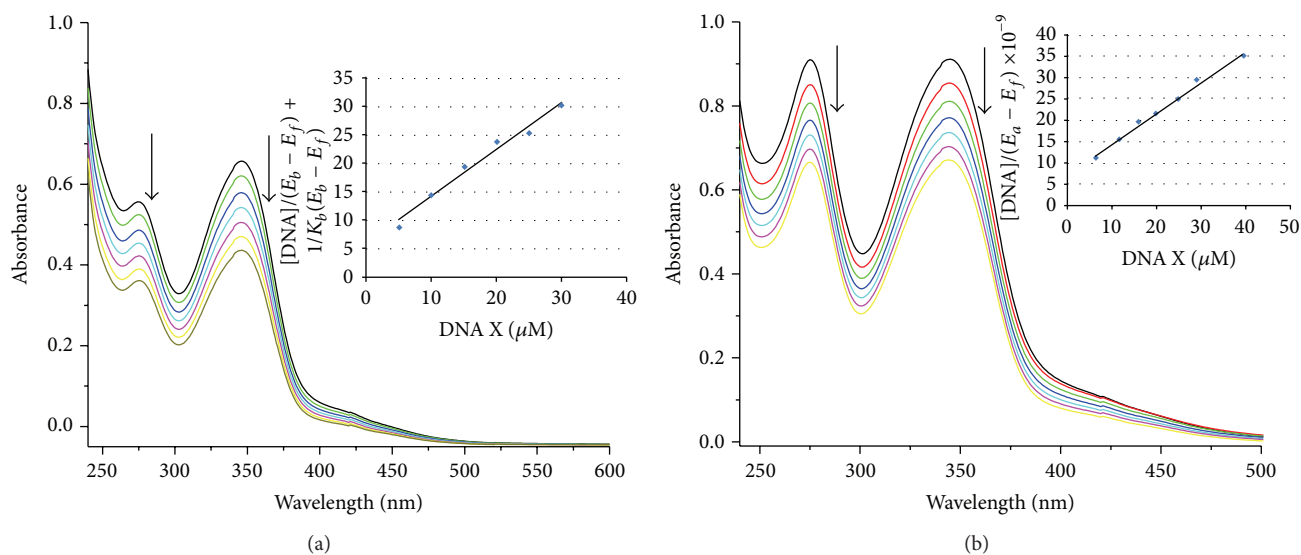 1.0
0.8
0.6
0.4
0.2
0.0
Absorbance
250 300 350 400 450 500 550 600
Wavelength (nm)
[DNA]/(E_b − E_f) +
1/K_b(E_b − E_f)
35
30
25
20
15
10
5
0
0 10 20 30 40
DNA X (μM)
(a)
1.0
0.8
0.6
0.4
0.2
0.0
Absorbance
250 300 350 400 450 500
Wavelength (nm)
[DNA]/(E_a − E_f) ×10⁻⁹
40
35
30
25
20
15
10
5
0
0 10 20 30 40 50
DNA X (μM)
(b)